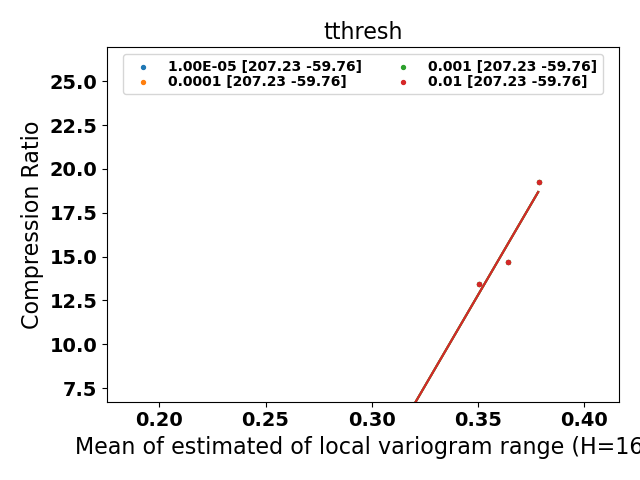 tthresh
1.00E-05 [207.23 -59.76]
0.0001 [207.23 -59.76]
0.001 [207.23 -59.76]
0.01 [207.23 -59.76]
Compression Ratio
25.0
22.5
20.0
17.5
15.0
12.5
10.0
7.5
0.20 0.25 0.30 0.35 0.40
Mean of estimated of local variogram range (H=16